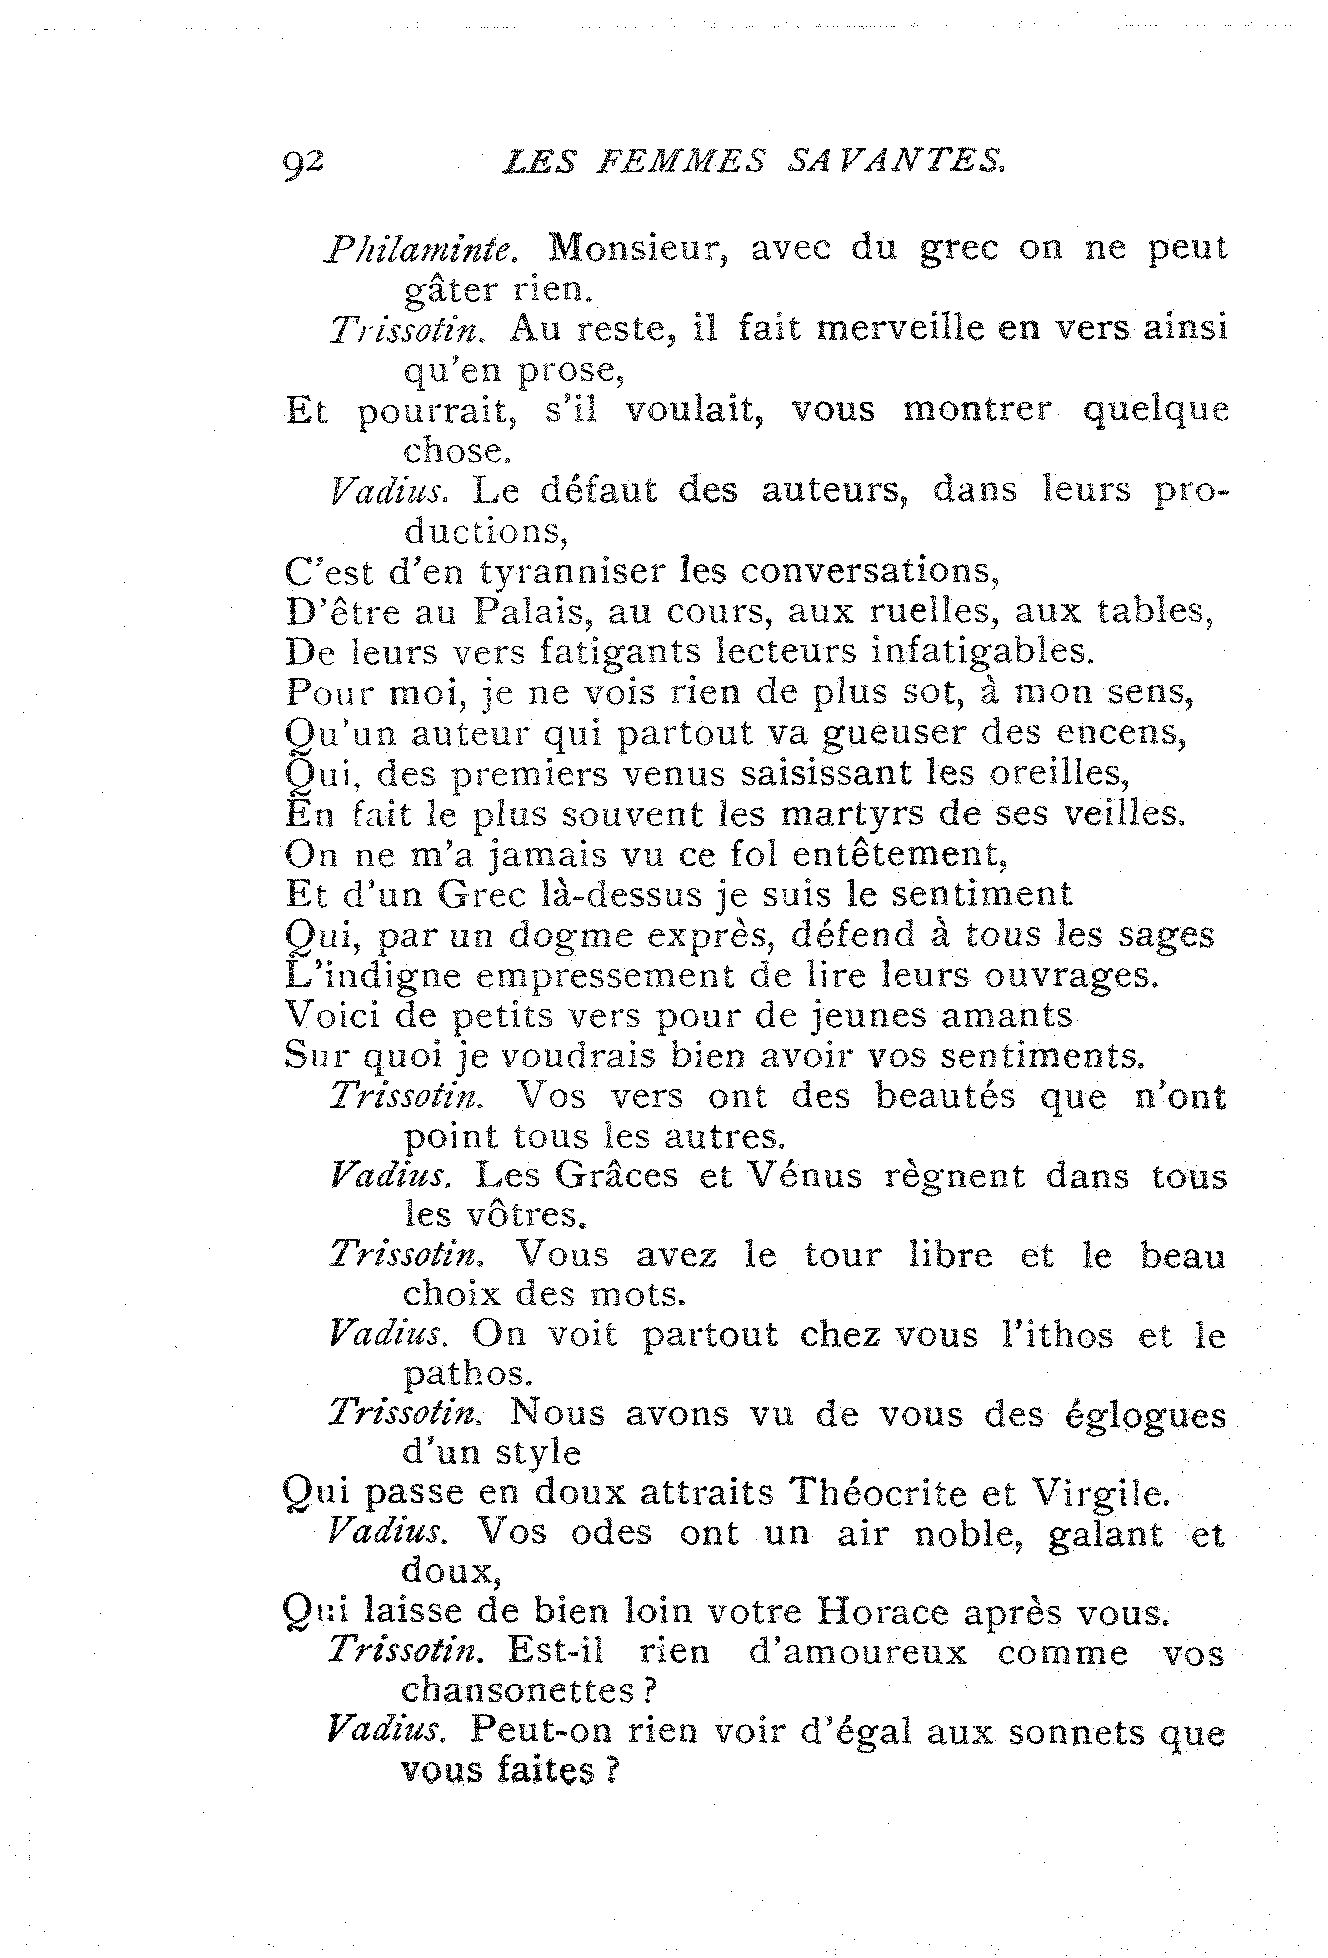 92 LES FEMMES SAVANTES.
Philaminte. Monsieur, avec du grec on ne peut
gâter rien.
Trissotin. Au reste, il fait merveille en vers ainsi
qu'en prose,
Et pourrait, s'il voulait, vous montrer quelque
chose.
Vadius. Le défaut des auteurs, dans leurs pro-
ductions,
C'est d'en tyranniser les conversations,
D'être au Palais, au cours, aux ruelles, aux tables,
De leurs vers fatigants lecteurs infatigables.
Pour moi, je ne vois rien de plus sot, à mon sens,
Qu'un auteur qui partout va gueuser des encens,
Qui, des premiers venus saisissant les oreilles,
En fait le plus souvent les martyrs de ses veilles.
On ne m'a jamais vu ce fol entêtement,
Et d'un Grec là-dessus je suis le sentiment
Qui, par un dogme exprès, défend à tous les sages
L'indigne empressement de lire leurs ouvrages.
Voici de petits vers pour de jeunes amants
Sur quoi je voudrais bien avoir vos sentiments.
Trissotin. Vos vers ont des beautés que n'ont
point tous les autres.
Vadius. Les Grâces et Vénus règnent dans tous
les vôtres.
Trissotin. Vous avez le tour libre et le beau
choix des mots.
Vadius. On voit partout chez vous l'ithos et le
pathos.
Trissotin. Nous avons vu de vous des églogues
d'un style
Qui passe en doux attraits Théocrite et Virgile.
Vadius. Vos odes ont un air noble, galant et
doux,
Qui laisse de bien loin votre Horace après vous.
Trissotin. Est-il rien d'amoureux comme vos
chansonettes ?
Vadius. Peut-on rien voir d'égal aux sonnets que
vous faites ?